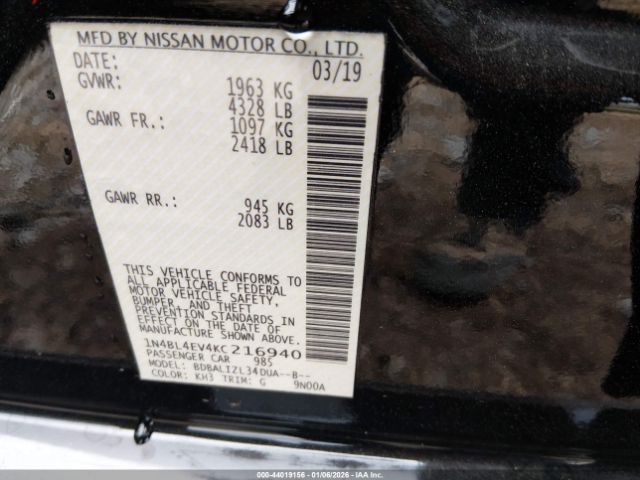 MFD BY NISSAN MOTOR CO., LTD.
DATE: 03/19
GVWR: 1963 KG
4328 LB
GAWR FR.: 1097 KG
2418 LB
GAWR RR.: 945 KG
2083 LB
THIS VEHICLE CONFORMS TO
ALL APPLICABLE FEDERAL
MOTOR VEHICLE SAFETY,
BUMPER, AND THEFT
PREVENTION STANDARDS IN
EFFECT ON THE DATE OF
MANUFACTURE SHOWN ABOVE.
1N4BL4EV4KC216940
PASSENGER CAR 985
MODEL: BDBALIZL34DUA--B--
COLOR: KH3 TRIM: G 9N00A
000-44019156 - 01/06/2026 - IAA Inc.